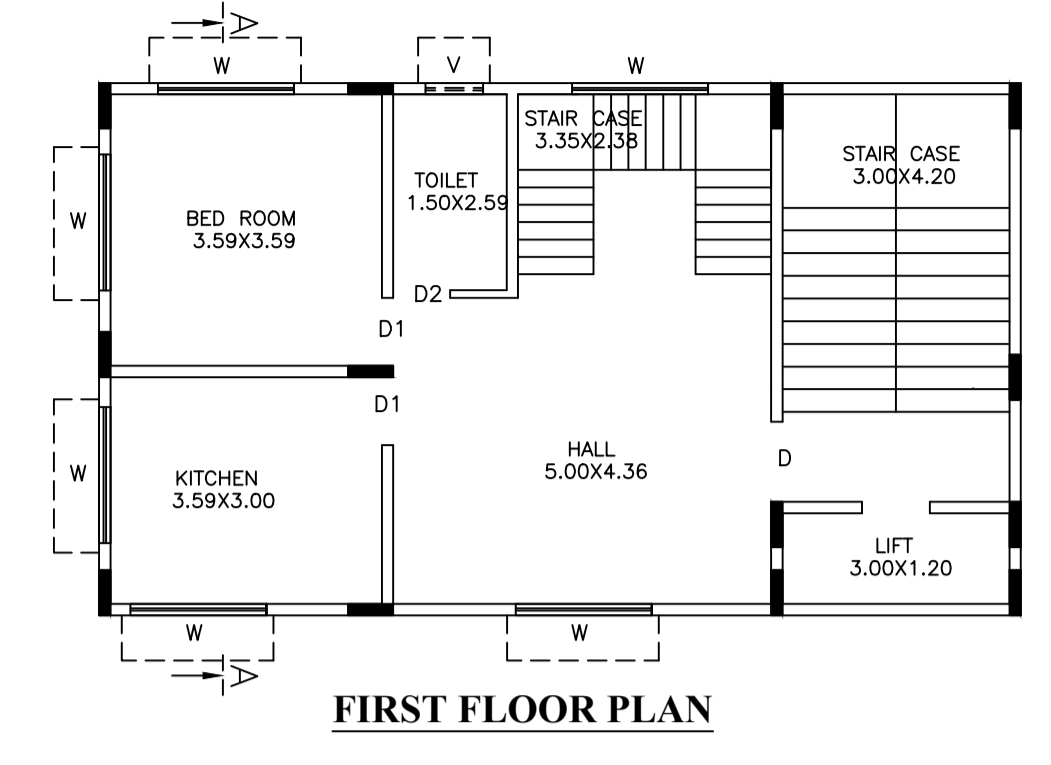 A
W
V
W
STAIR CASE
3.35X2.38
STAIR CASE
3.00X4.20
TOILET
1.50X2.59
W
BED ROOM
3.59X3.59
D2
D1
D1
HALL
5.00X4.36
D
W
KITCHEN
3.59X3.00
LIFT
3.00X1.20
W
W
A
FIRST FLOOR PLAN